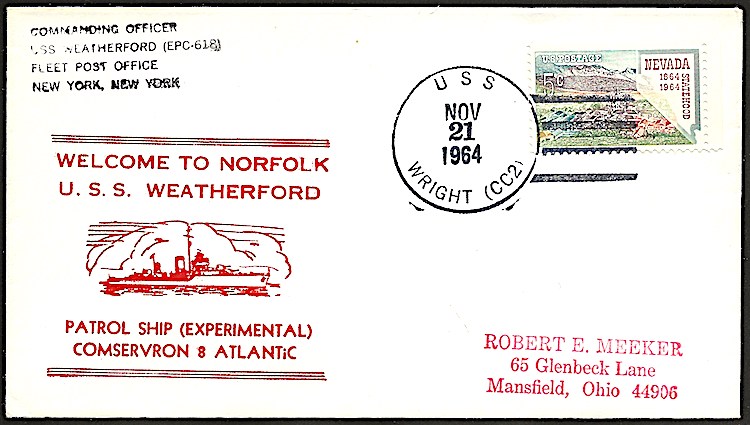 COMMANDING OFFICER
USS WEATHERFORD (EPC-618)
FLEET POST OFFICE
NEW YORK, NEW YORK
U.S. POSTAGE
5c
NEVADA
1864
1964
STATEHOOD
USS
NOV
21
1964
WRIGHT (CC2)
WELCOME TO NORFOLK
U. S. S. WEATHERFORD
PATROL SHIP (EXPERIMENTAL)
COMSERVRON 8 ATLANTiC
ROBERT E. MEEKER
65 Glenbeck Lane
Mansfield, Ohio 44906